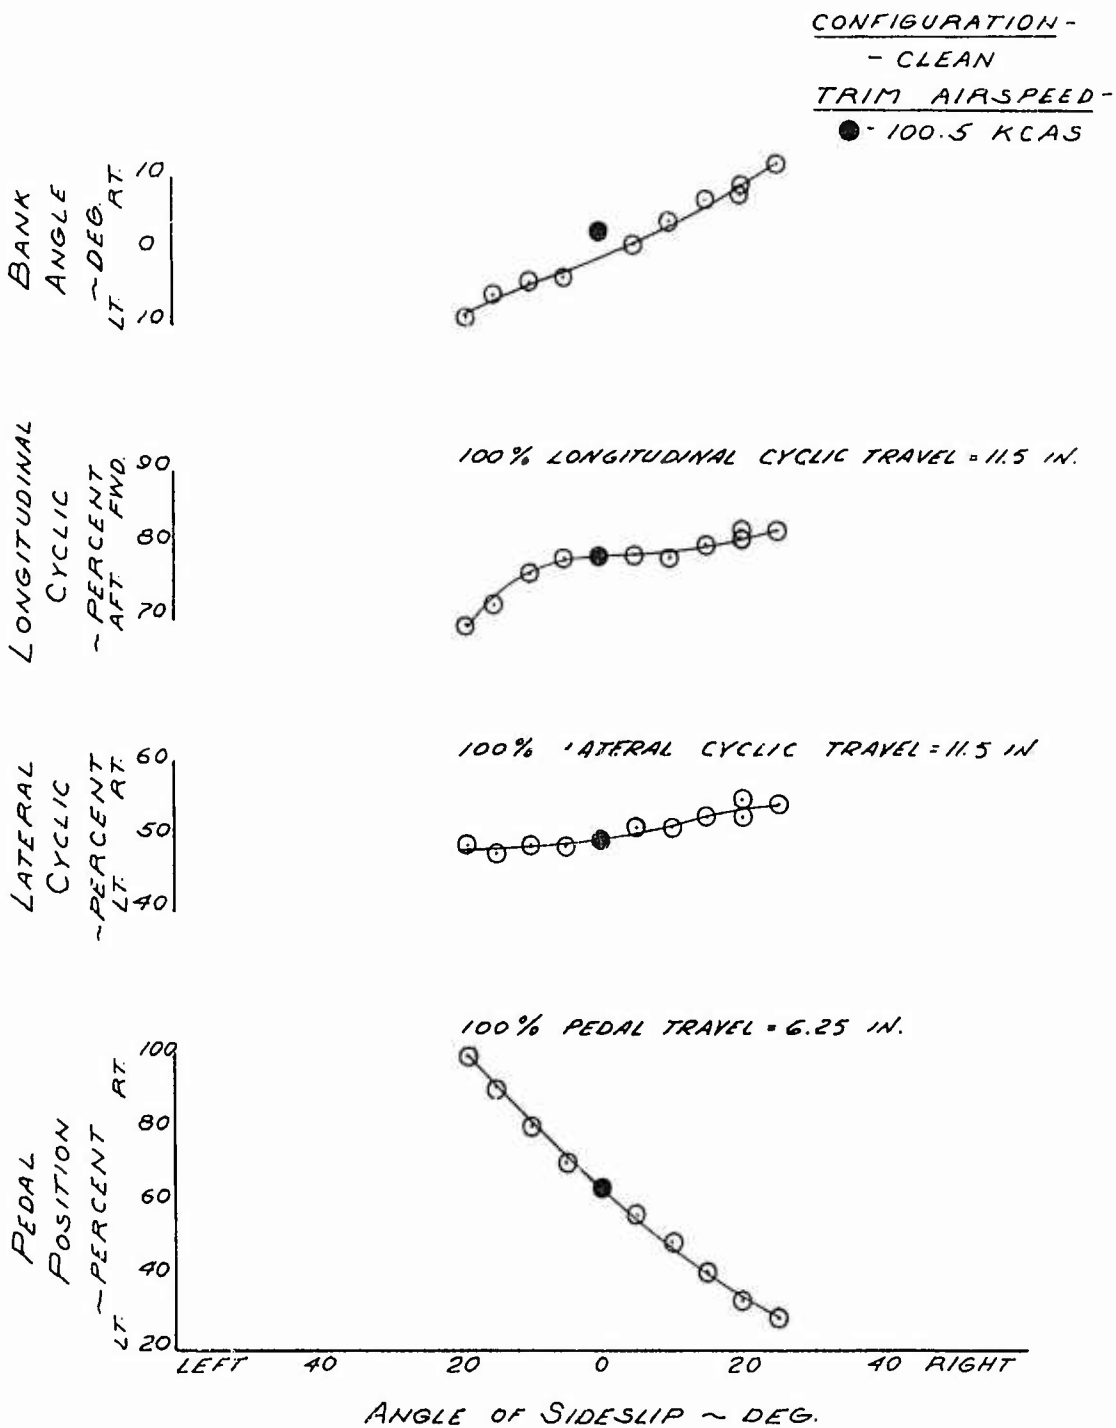 CONFIGURATION -
- CLEAN
TRIM AIRSPEED -
- 100.5 KCAS
BANK
ANGLE
~DEG.
LT. RT.
10
0
10
100% LONGITUDINAL CYCLIC TRAVEL = 11.5 IN.
LONGITUDINAL
CYCLIC
~PERCENT
AFT. FWD.
90
80
70
100% ATERAL CYCLIC TRAVEL = 11.5 IN
LATERAL
CYCLIC
~PERCENT
LT. RT.
60
50
40
100% PEDAL TRAVEL = 6.25 IN.
PEDAL
POSITION
~PERCENT
LT. RT.
100
80
60
40
20
LEFT 40 20 0 20 40 RIGHT
ANGLE OF SIDESLIP ~ DEG.